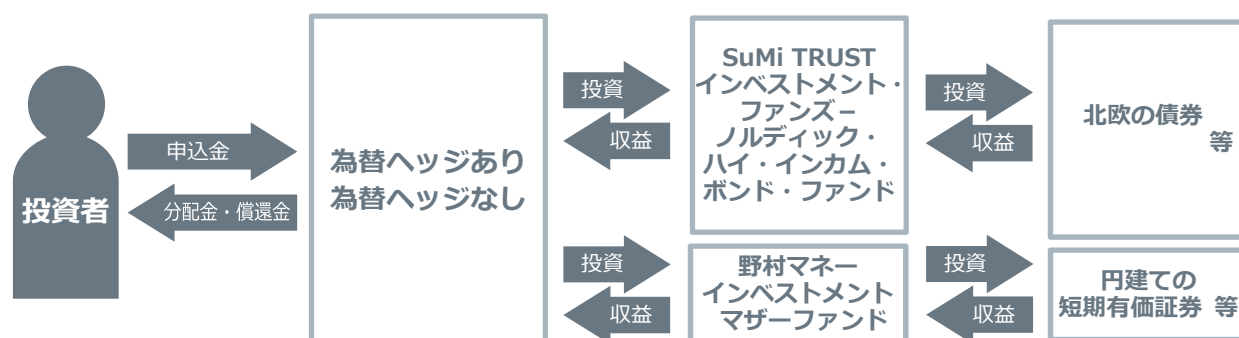 投資者
申込金
分配金・償還金
為替ヘッジあり
為替ヘッジなし
投資
収益
SuMi TRUST
インベストメント・
ファンズ－
ノルディック・
ハイ・インカム・
ボンド・ファンド
投資
収益
北欧の債券
等
投資
収益
野村マネー
インベストメント
マザーファンド
投資
収益
円建ての
短期有価証券 等